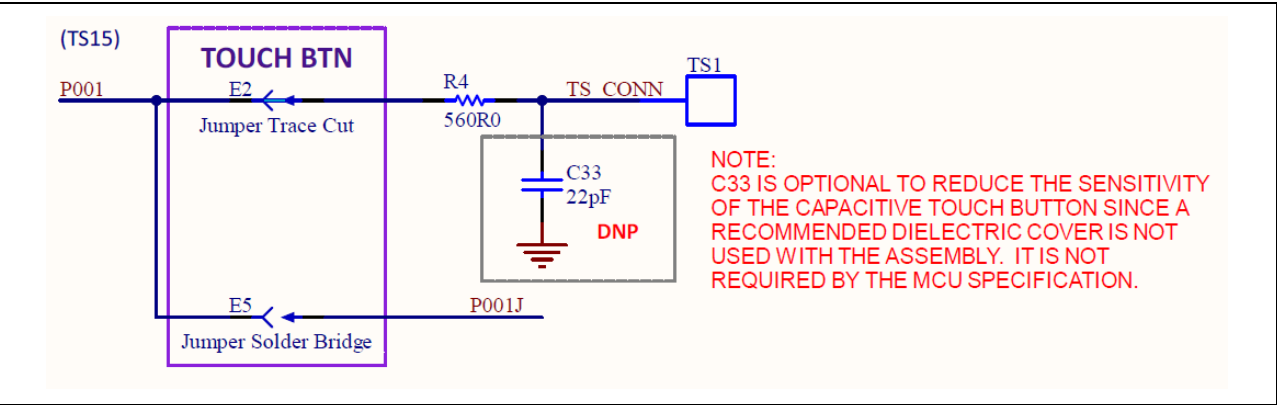 (TS15)
TOUCH BTN
P001
E2
Jumper Trace Cut
R4
560R0
TS_CONN
TS1
C33
22pF
DNP
NOTE:
C33 IS OPTIONAL TO REDUCE THE SENSITIVITY
OF THE CAPACITIVE TOUCH BUTTON SINCE A
RECOMMENDED DIELECTRIC COVER IS NOT
USED WITH THE ASSEMBLY. IT IS NOT
REQUIRED BY THE MCU SPECIFICATION.
E5
Jumper Solder Bridge
P001J